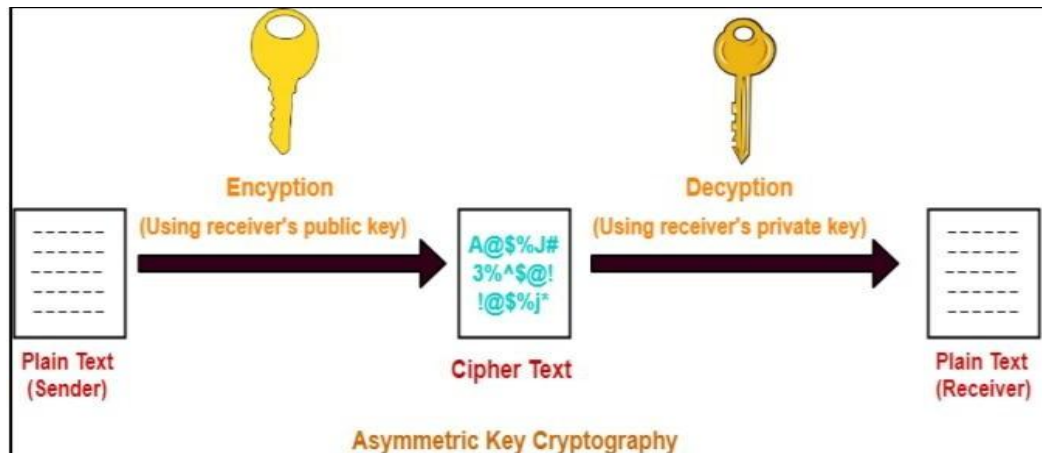 Encyption
(Using receiver's public key)
Decyption
(Using receiver's private key)
A@$%J#
3%^$@!
!@$%j*
Plain Text
(Sender)
Cipher Text
Plain Text
(Receiver)
Asymmetric Key Cryptography